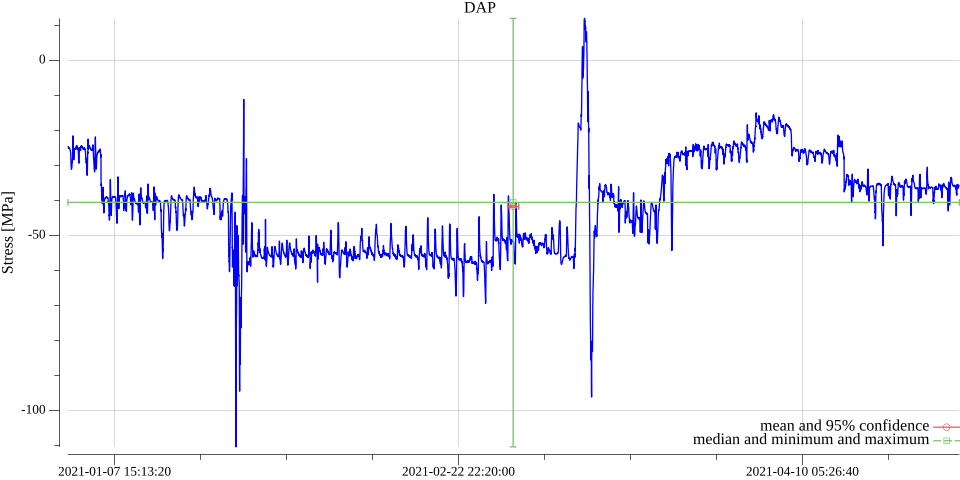 DAP
0
-50
-100
Stress [MPa]
mean and 95% confidence
median and minimum and maximum
2021-01-07 15:13:20
2021-02-22 22:20:00
2021-04-10 05:26:40